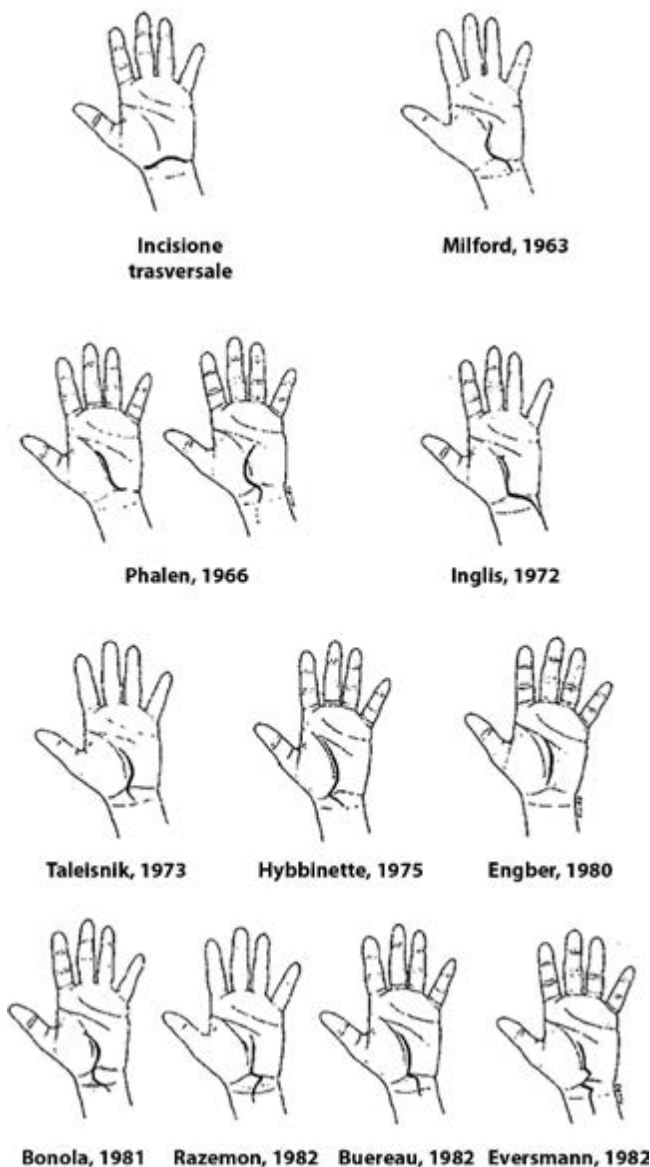 Incisione
trasversale
Milford, 1963
Phalen, 1966
Inglis, 1972
Taleisnik, 1973
Hybbinette, 1975
Engber, 1980
Bonola, 1981
Razemon, 1982
Buereau, 1982
Eversmann, 1982